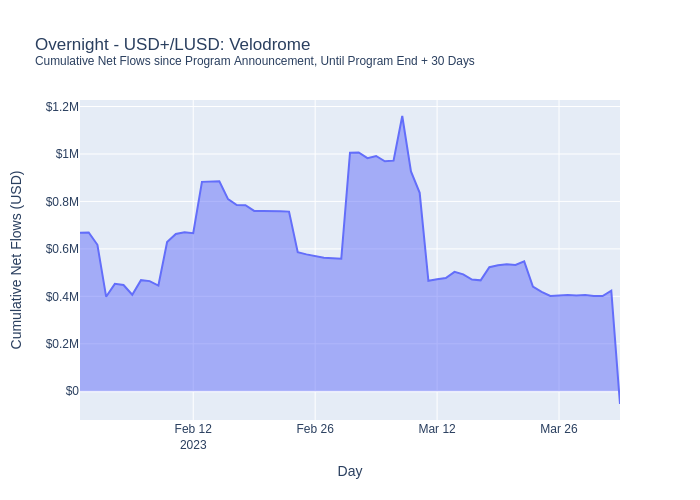 Overnight - USD+/LUSD: Velodrome
Cumulative Net Flows since Program Announcement, Until Program End + 30 Days
Cumulative Net Flows (USD)
$1.2M
$1M
$0.8M
$0.6M
$0.4M
$0.2M
$0
Feb 12
2023
Feb 26
Mar 12
Mar 26
Day